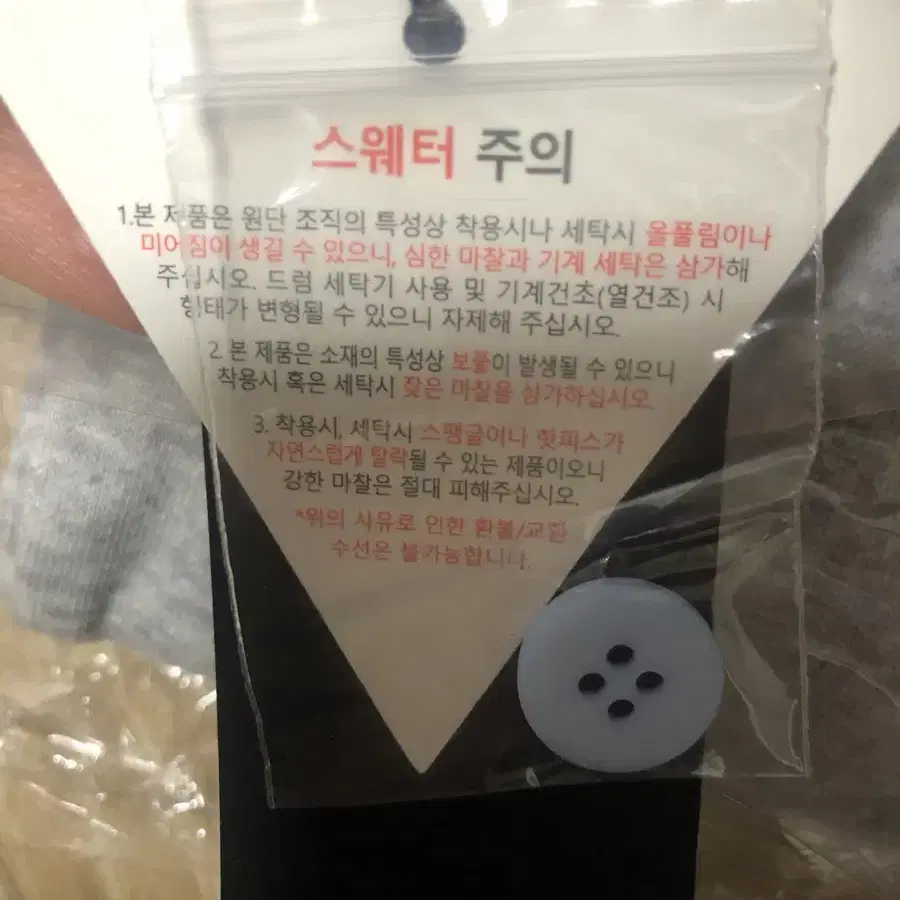 스웨터 주의
1.본 제품은 원단 조직의 특성상 착용시나 세탁시 올풀림이나
미어짐이 생길 수 있으니, 심한 마찰과 기계 세탁은 삼가해
주십시오. 드럼 세탁기 사용 및 기계건초(열건조) 시
형태가 변형될 수 있으니 자제해 주십시오.
2. 본 제품은 소재의 특성상 보풀이 발생될 수 있으니
착용시 혹은 세탁시 잦은 마찰을 삼가하십시오.
3. 착용시, 세탁시 스팽글이나 핫피스가
자연스럽게 탈락될 수 있는 제품이오니
강한 마찰은 절대 피해주십시오.
*위의 사유로 인한 환불/교환
수선은 불가능합니다.